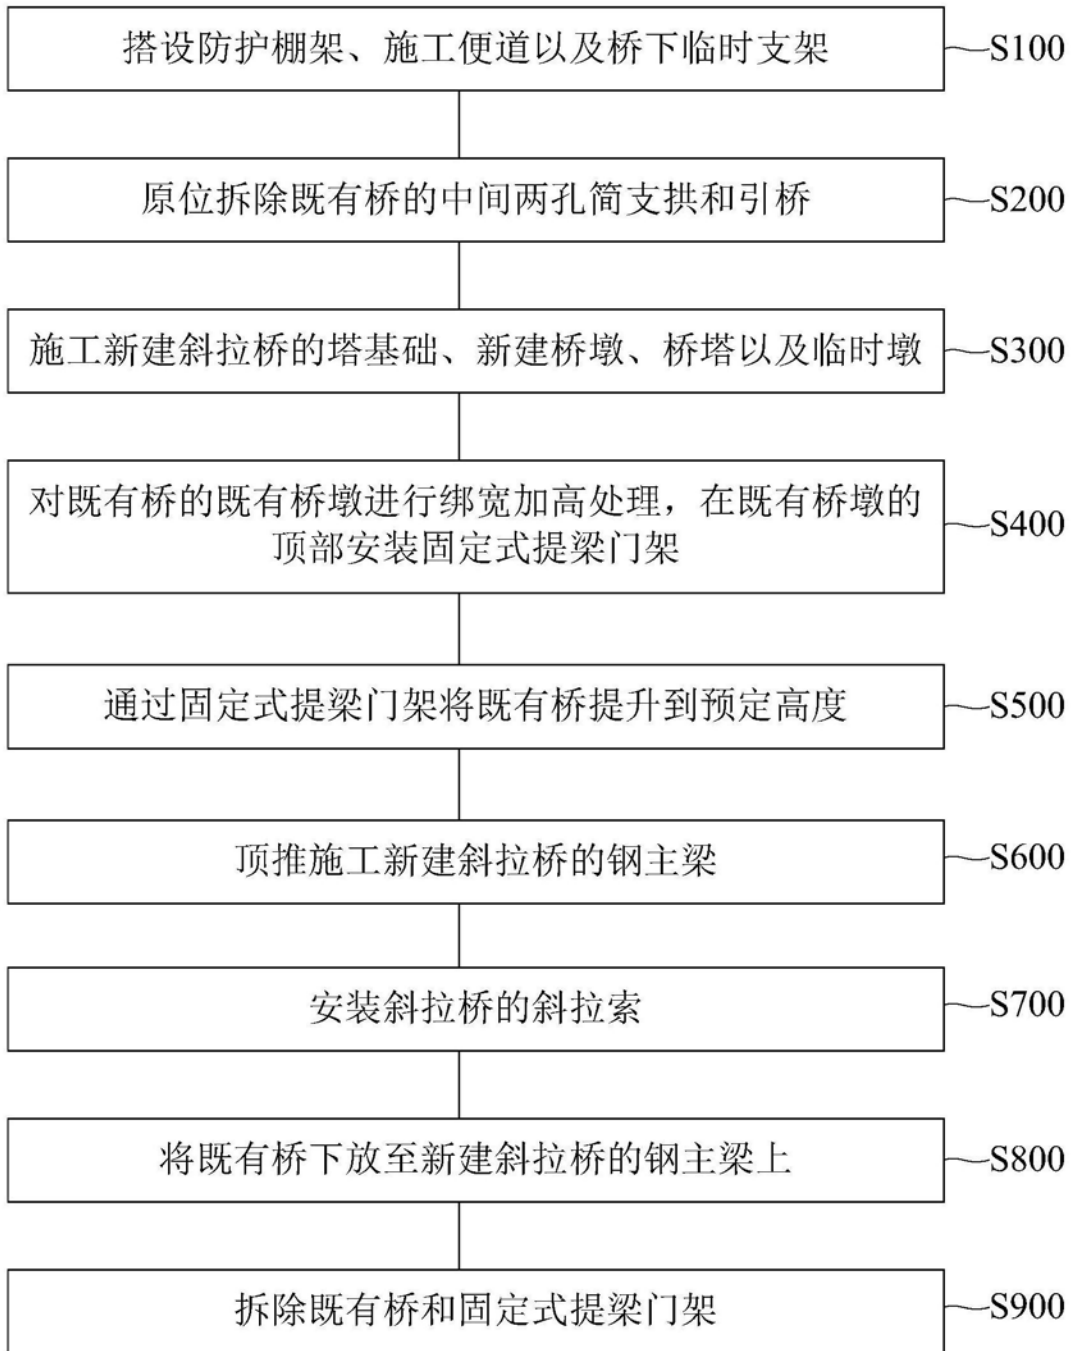 搭设防护棚架、施工便道以及桥下临时支架 S100
原位拆除既有桥的中间两孔简支拱和引桥 S200
施工新建斜拉桥的塔基础、新建桥墩、桥塔以及临时墩 S300
对既有桥的既有桥墩进行绑宽加高处理，在既有桥墩的
顶部安装固定式提梁门架 S400
通过固定式提梁门架将既有桥提升到预定高度 S500
顶推施工新建斜拉桥的钢主梁 S600
安装斜拉桥的斜拉索 S700
将既有桥下放至新建斜拉桥的钢主梁上 S800
拆除既有桥和固定式提梁门架 S900